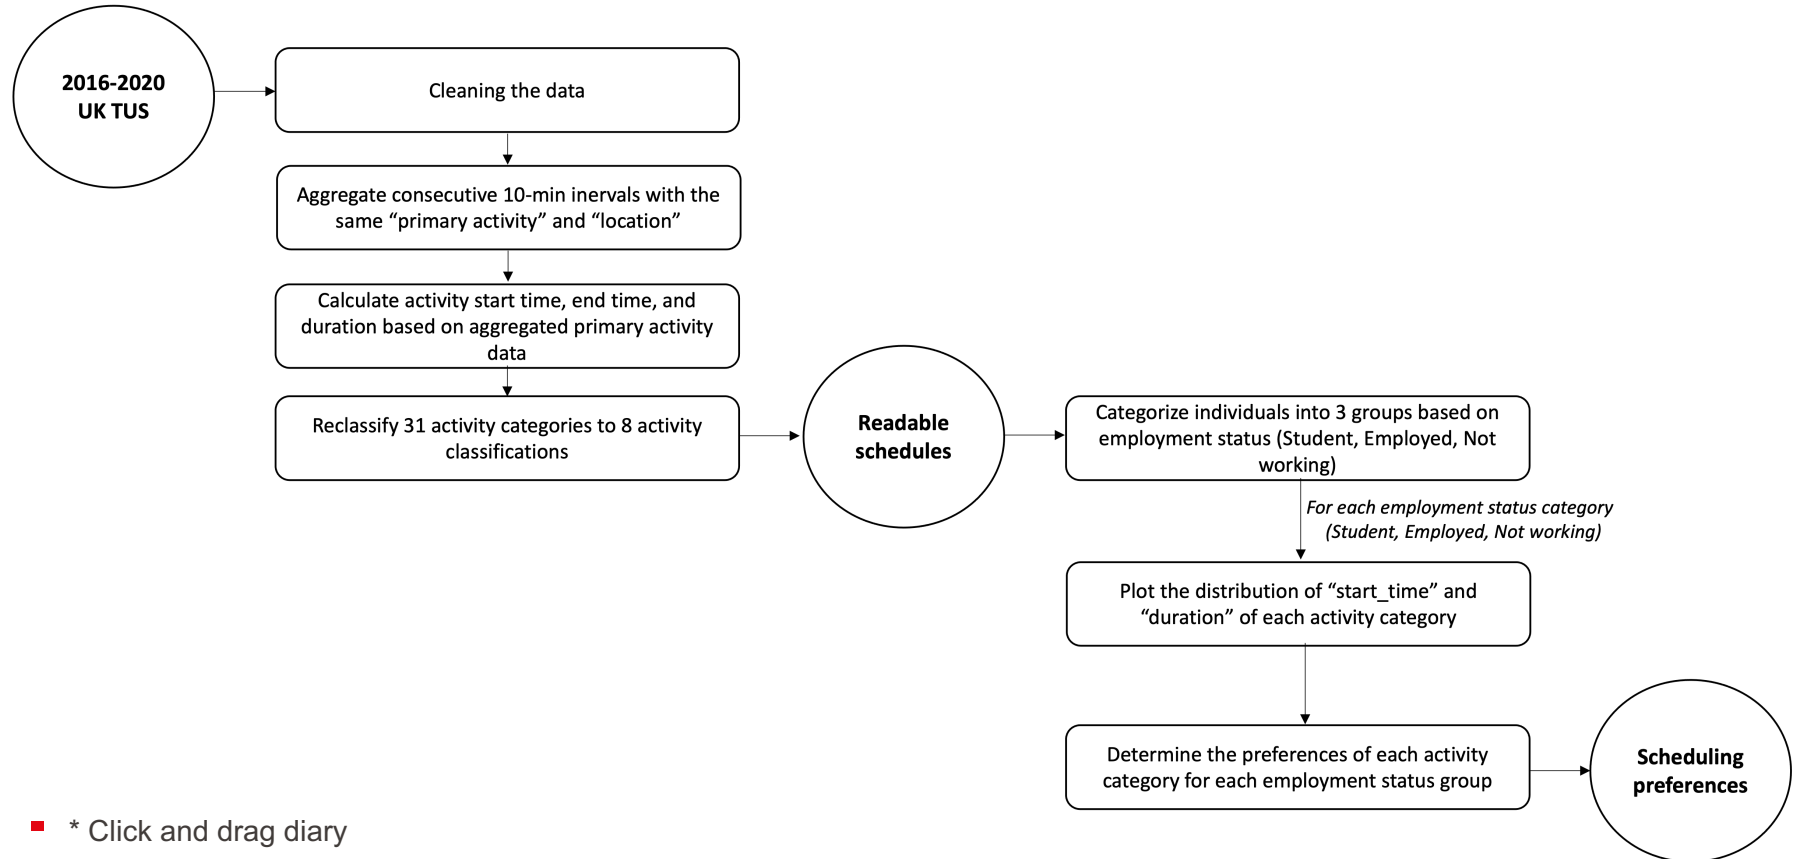 2016-2020
UK TUS
Cleaning the data
Aggregate consecutive 10-min inervals with the
same “primary activity” and “location”
Calculate activity start time, end time, and
duration based on aggregated primary activity
data
Reclassify 31 activity categories to 8 activity
classifications
Readable
schedules
Categorize individuals into 3 groups based on
employment status (Student, Employed, Not
working)
For each employment status category
(Student, Employed, Not working)
Plot the distribution of “start_time” and
“duration” of each activity category
Determine the preferences of each activity
category for each employment status group
Scheduling
preferences
* Click and drag diary